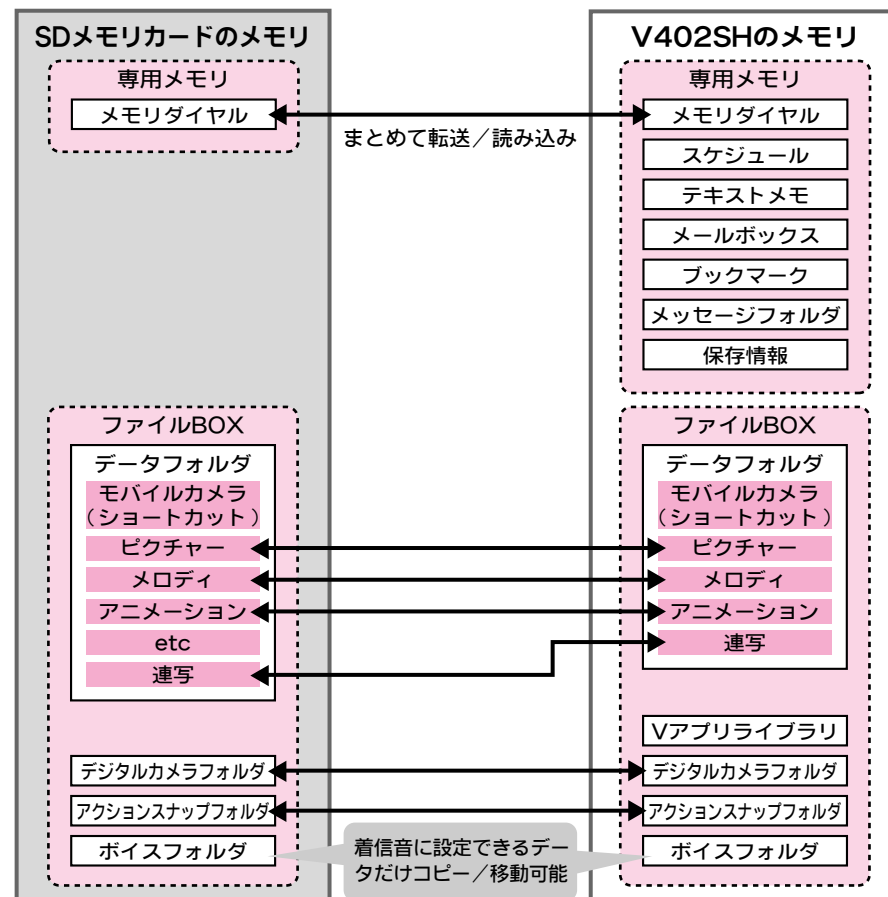 SDメモリカードのメモリ
専用メモリ
メモリダイヤル
まとめて転送／読み込み
ファイルBOX
データフォルダ
モバイルカメラ
（ショートカット）
ピクチャー
メロディ
アニメーション
etc
連写
デジタルカメラフォルダ
アクションスナップフォルダ
ボイスフォルダ
着信音に設定できるデー
タだけコピー／移動可能
V402SHのメモリ
専用メモリ
メモリダイヤル
スケジュール
テキストメモ
メールボックス
ブックマーク
メッセージフォルダ
保存情報
ファイルBOX
データフォルダ
モバイルカメラ
（ショートカット）
ピクチャー
メロディ
アニメーション
連写
Vアプリライブラリ
デジタルカメラフォルダ
アクションスナップフォルダ
ボイスフォルダ